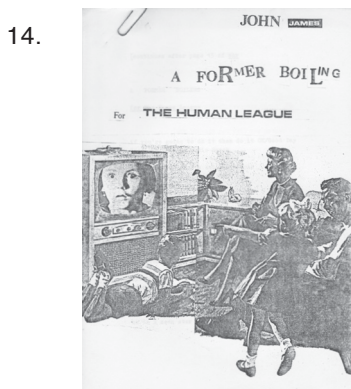 14.
JOHN JAMES
A FORMER BOILING
For THE HUMAN LEAGUE